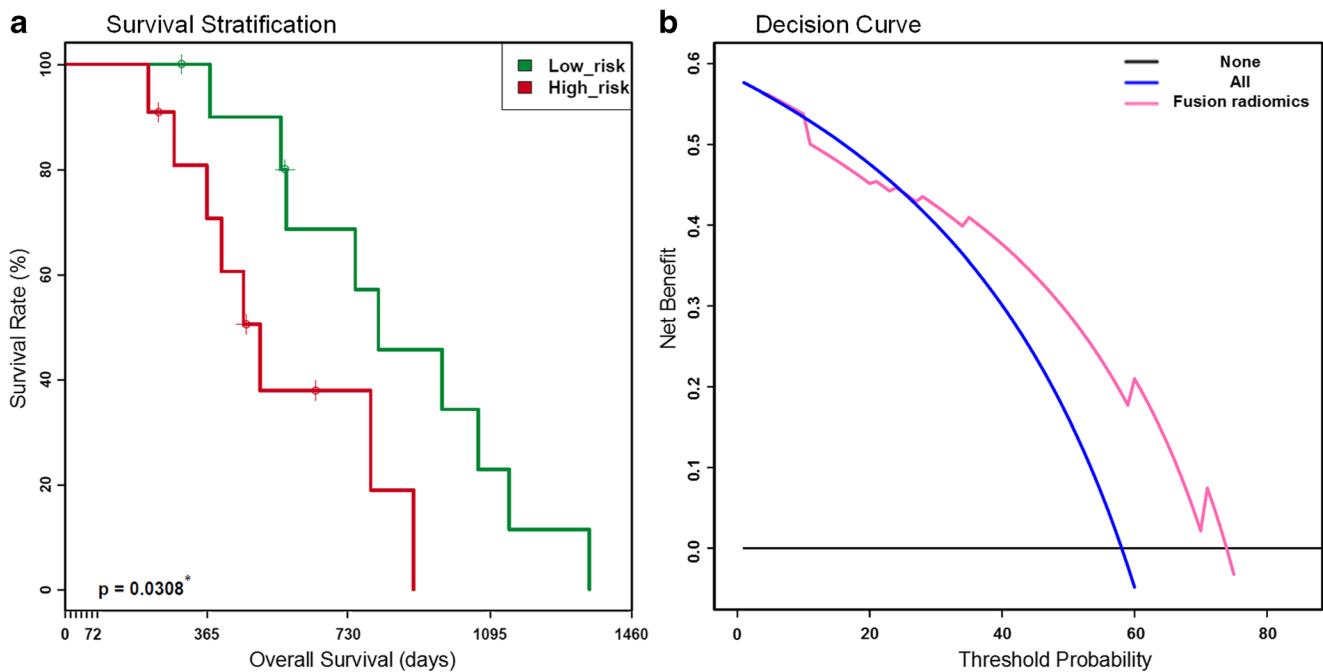 a Survival Stratification
Survival Rate (%)
100
80
60
40
20
0
Low_risk
High_risk
p = 0.0308*
0 72 365 730 1095 1460
Overall Survival (days)
b Decision Curve
Net Benefit
0.6
0.5
0.4
0.3
0.2
0.1
0.0
None
All
Fusion radiomics
0 20 40 60 80
Threshold Probability